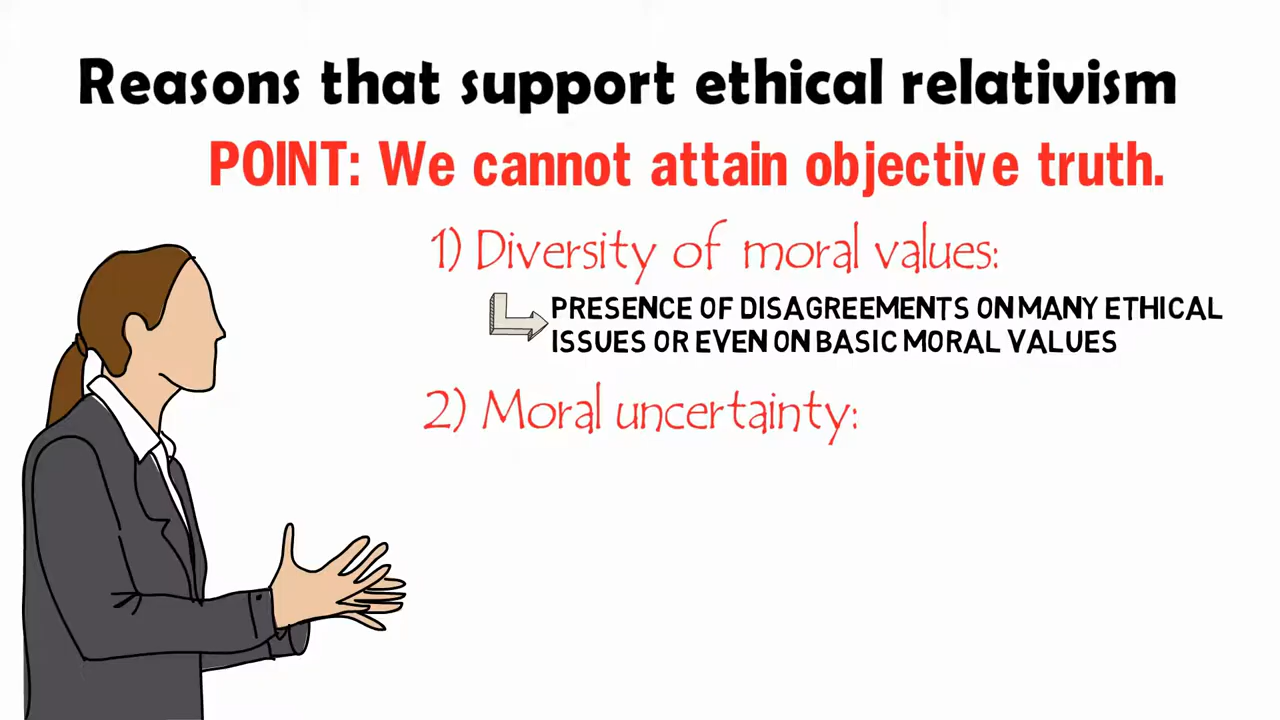 Reasons that support ethical relativism
POINT: We cannot attain objective truth.
1) Diversity of moral values:
PRESENCE OF DISAGREEMENTS ON MANY ETHICAL
ISSUES OR EVEN ON BASIC MORAL VALUES
2) Moral uncertainty: